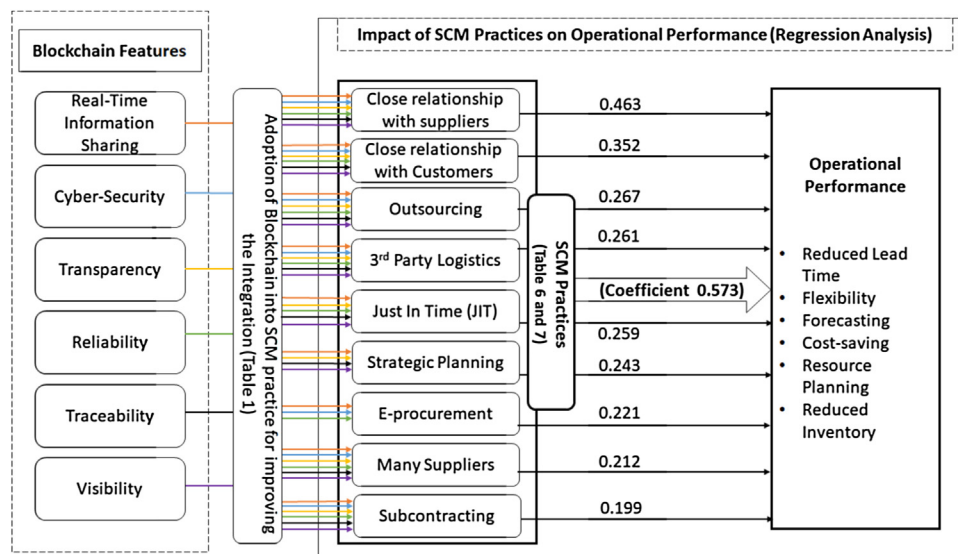 Blockchain Features
Real-Time
Information
Sharing
Cyber-Security
Transparency
Reliability
Traceability
Visibility
Adoption of Blockchain into SCM practice for improving
the Integration (Table 1)
Impact of SCM Practices on Operational Performance (Regression Analysis)
Close relationship
with suppliers
Close relationship
with Customers
Outsourcing
3rd Party Logistics
Just In Time (JIT)
Strategic Planning
E-procurement
Many Suppliers
Subcontracting
SCM Practices
(Table 6 and 7)
0.463
0.352
0.267
0.261
(Coefficient 0.573)
0.259
0.243
0.221
0.212
0.199
Operational
Performance
• Reduced Lead
Time
• Flexibility
• Forecasting
• Cost-saving
• Resource
Planning
• Reduced
Inventory